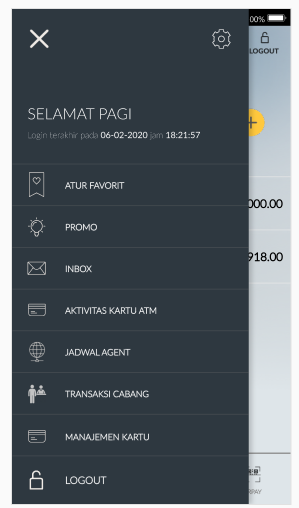 00%
LOGOUT
SELAMAT PAGI
Login terakhir pada 06-02-2020 jam 18:21:57
ATUR FAVORIT
PROMO
000.00
INBOX
918.00
AKTIVITAS KARTU ATM
JADWAL AGENT
TRANSAKSI CABANG
MANAJEMEN KARTU
LOGOUT